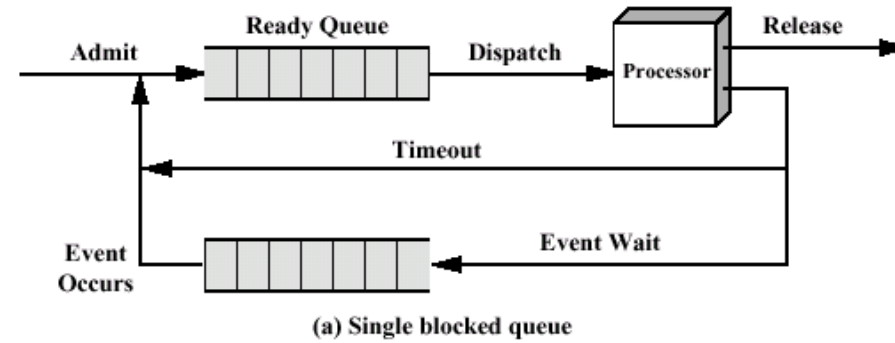 Ready Queue
Release
Admit
Dispatch
Processor
Timeout
Event Wait
Event
Occurs
(a) Single blocked queue